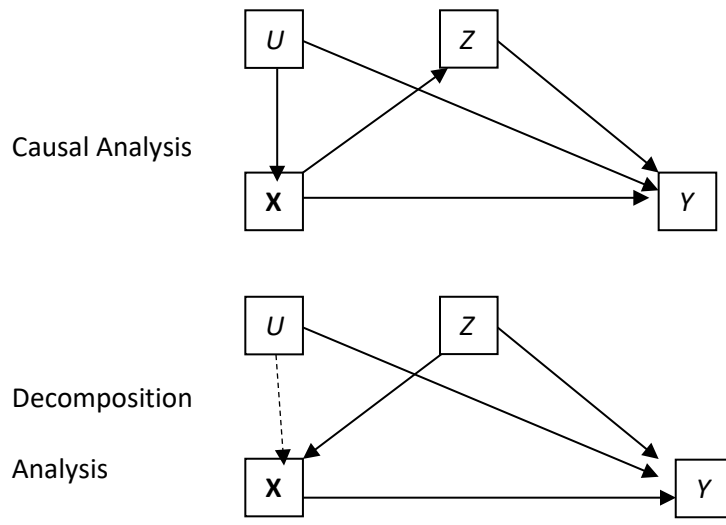 U
Z
Causal Analysis
X
Y
U
Z
Decomposition
Analysis
X
Y